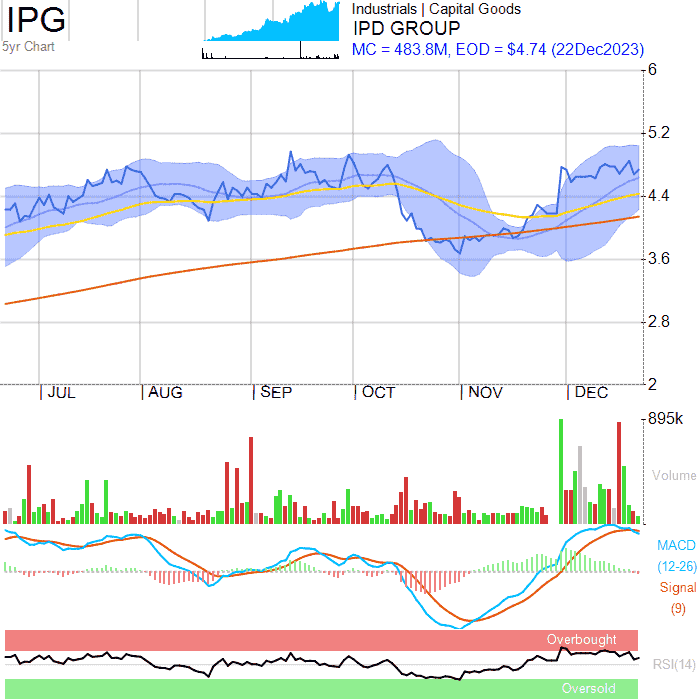 IPG
5yr Chart
Industrials | Capital Goods
IPD GROUP
MC = 483.8M, EOD = $4.74 (22Dec2023)
6
5.2
4.4
3.6
2.8
2
| JUL | AUG | SEP | OCT | NOV | DEC
895k
Volume
MACD
(12-26)
Signal
(9)
Overbought
RSI(14)
Oversold